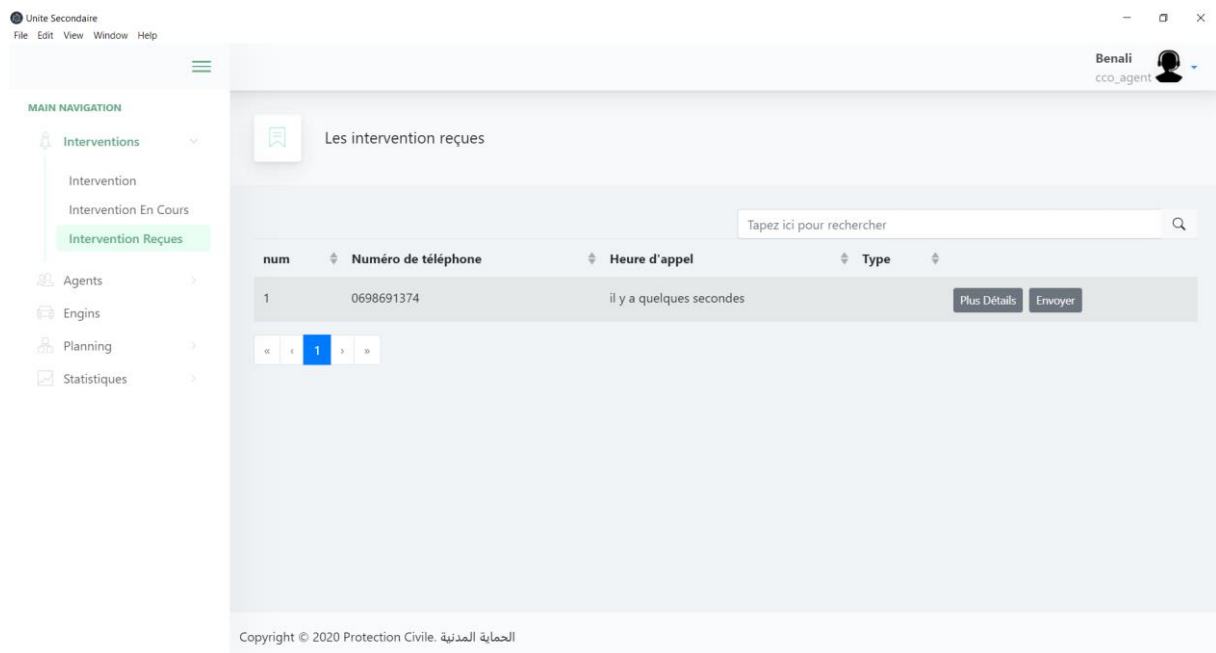 Unite Secondaire
File Edit View Window Help
Benali
cco_agent
MAIN NAVIGATION
Interventions
Intervention
Intervention En Cours
Intervention Reçues
Agents
Engins
Planning
Statistiques
Les intervention reçues
Tapez ici pour rechercher
num Numéro de téléphone Heure d'appel Type
1 0698691374 il y a quelques secondes Plus Détails Envoyer
« ‹ 1 › »
Copyright © 2020 Protection Civile. الحماية المدنية